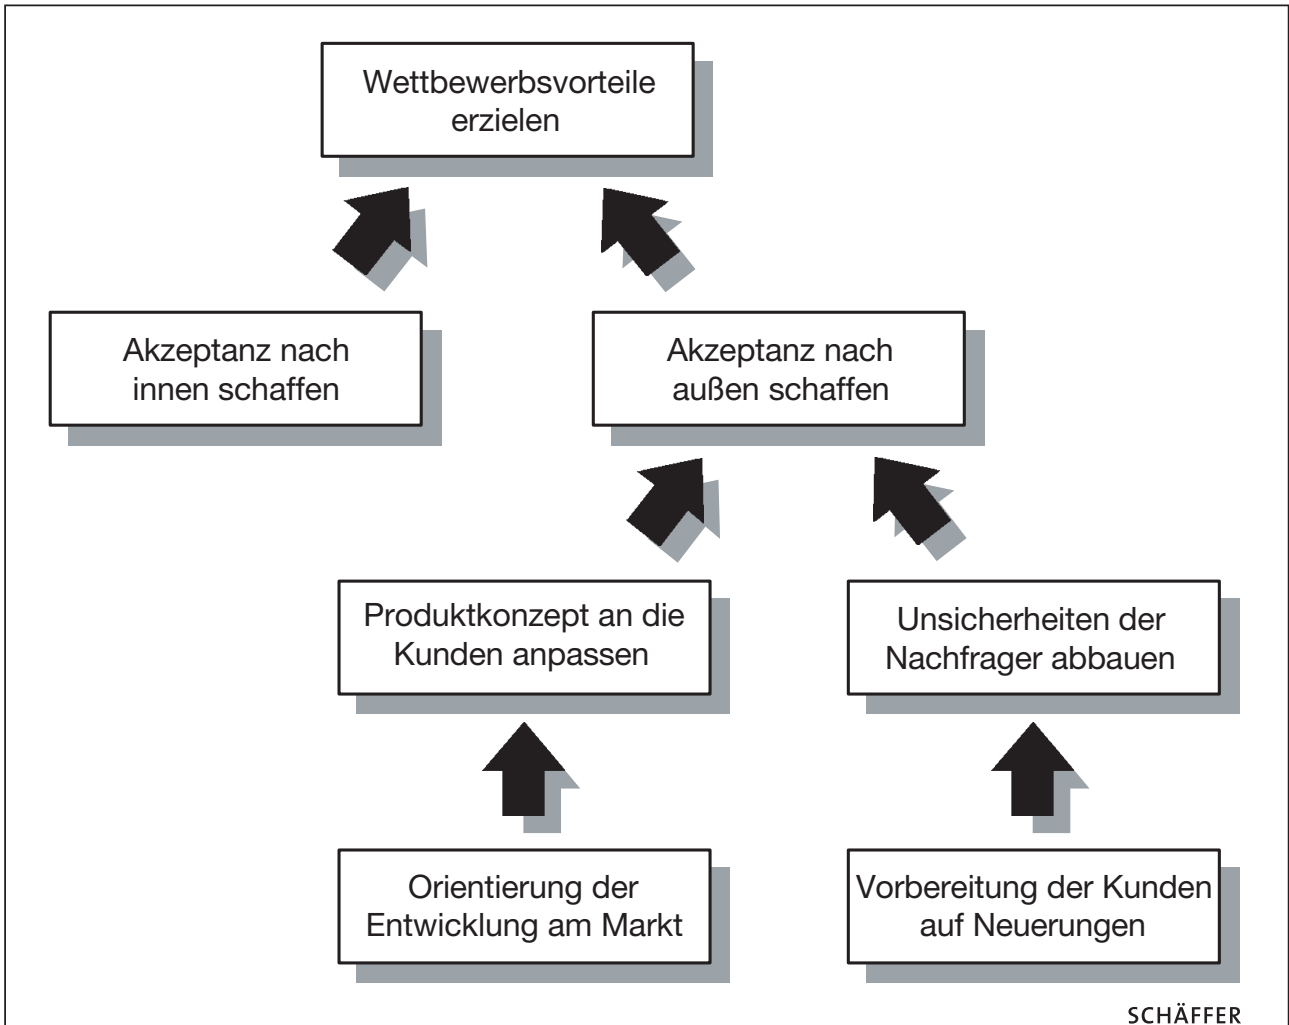 Wettbewerbsvorteile
erzielen
Akzeptanz nach
innen schaffen
Akzeptanz nach
außen schaffen
Produktkonzept an die
Kunden anpassen
Unsicherheiten der
Nachfrager abbauen
Orientierung der
Entwicklung am Markt
Vorbereitung der Kunden
auf Neuerungen
SCHÄFFER